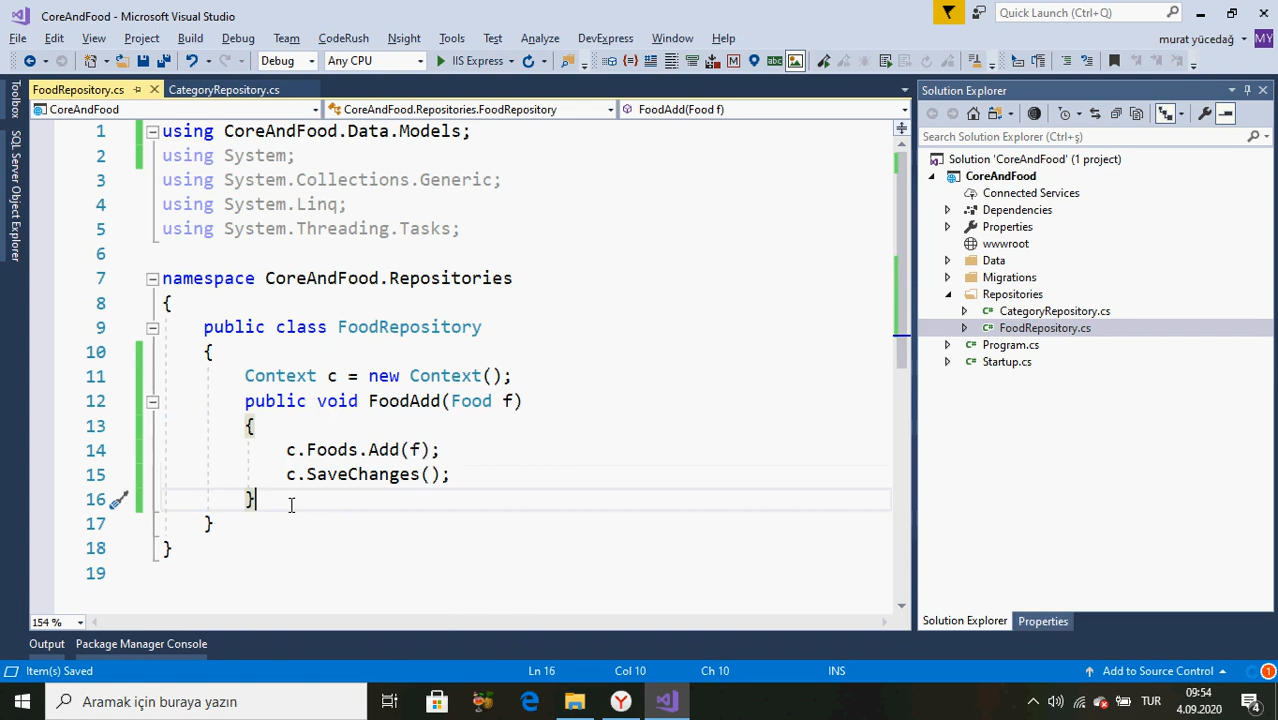 CoreAndFood - Microsoft Visual Studio
Quick Launch (Ctrl+Q)
File Edit View Project Build Debug Team CodeRush Nsight Tools Test Analyze DevExpress Window Help
murat yücedağ MY
Debug Any CPU IIS Express
FoodRepository.cs CategoryRepository.cs
CoreAndFood CoreAndFood.Repositories.FoodRepository FoodAdd(Food f)
Toolbox
SQL Server Object Explorer
1 using CoreAndFood.Data.Models;
2 using System;
3 using System.Collections.Generic;
4 using System.Linq;
5 using System.Threading.Tasks;
6
7 namespace CoreAndFood.Repositories
8 {
9 public class FoodRepository
10 {
11 Context c = new Context();
12 public void FoodAdd(Food f)
13 {
14 c.Foods.Add(f);
15 c.SaveChanges();
16 }
17 }
18 }
19
154 %
Solution Explorer
Search Solution Explorer (Ctrl+ş)
Solution 'CoreAndFood' (1 project)
CoreAndFood
Connected Services
Dependencies
Properties
wwwroot
Data
Migrations
Repositories
CategoryRepository.cs
FoodRepository.cs
Program.cs
Startup.cs
Solution Explorer Properties
Output Package Manager Console
Item(s) Saved Ln 16 Col 10 Ch 10 INS Add to Source Control 1
Aramak için buraya yazın
TUR
09:54
4.09.2020
4